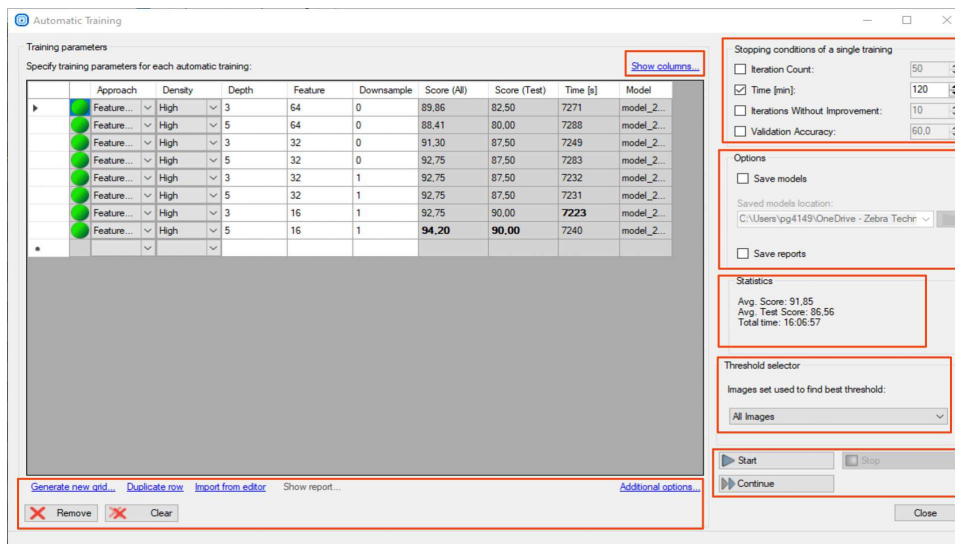 Automatic Training
Training parameters
Specify training parameters for each automatic training:
Show columns...
Approach Density Depth Feature Downsample Score (All) Score (Test) Time [s] Model
Feature... High 3 64 0 89,86 82,50 7271 model_2...
Feature... High 5 64 0 88,41 80,00 7288 model_2...
Feature... High 3 32 0 91,30 87,50 7249 model_2...
Feature... High 5 32 0 92,75 87,50 7283 model_2...
Feature... High 3 32 1 92,75 87,50 7232 model_2...
Feature... High 5 32 1 92,75 87,50 7231 model_2...
Feature... High 3 16 1 92,75 90,00 7223 model_2...
Feature... High 5 16 1 94,20 90,00 7240 model_2...
Generate new grid... Duplicate row Import from editor Show report... Additional options...
Remove Clear
Stopping conditions of a single training
Iteration Count: 50
Time [min]: 120
Iterations Without Improvement: 10
Validation Accuracy: 60,0
Options
Save models
Saved models location:
C:\Users\pg4149\OneDrive - Zebra Techr
Save reports
Statistics
Avg. Score: 91,85
Avg. Test Score: 86,56
Total time: 16:06:57
Threshold selector
Images set used to find best threshold:
All Images
Start Stop
Continue
Close